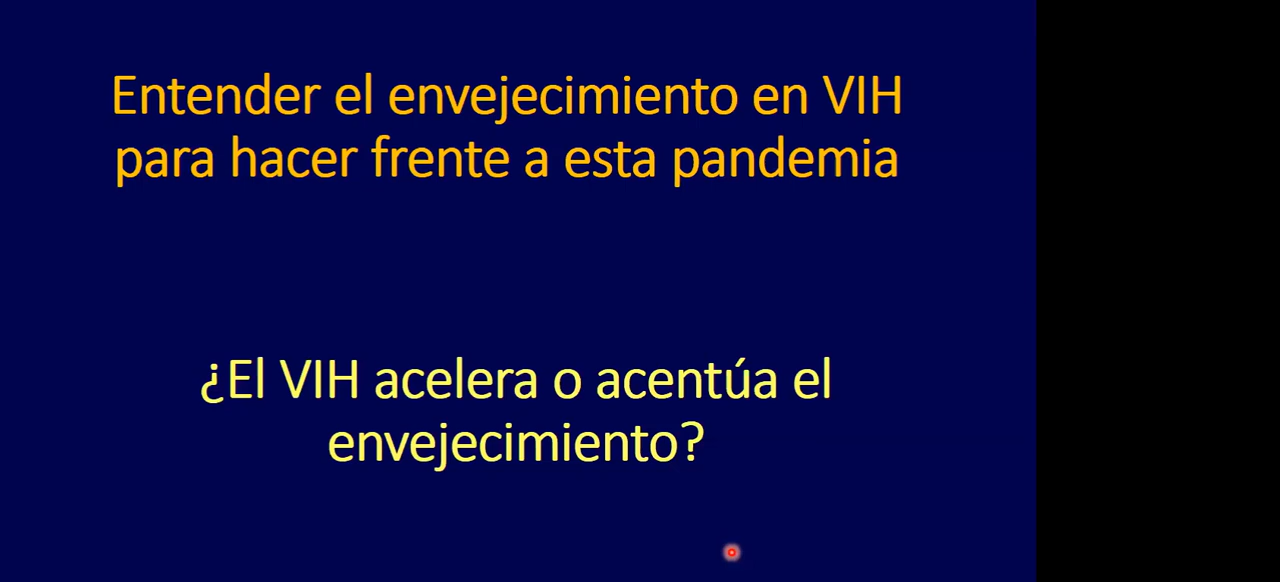 Entender el envejecimiento en VIH
para hacer frente a esta pandemia
¿El VIH acelera o acentúa el
envejecimiento?